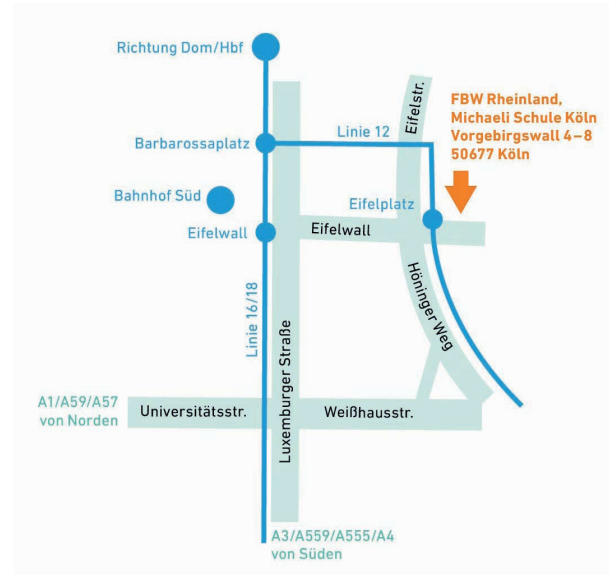 Richtung Dom/Hbf
Eifelstr.
FBW Rheinland,
Michaeli Schule Köln
Vorgebirgswall 4–8
50677 Köln
Linie 12
Barbarossaplatz
Bahnhof Süd
Eifelplatz
Eifelwall
Eifelwall
Höninger Weg
Linie 16/18
Luxemburger Straße
A1/A59/A57
von Norden
Universitätsstr.
Weißhausstr.
A3/A559/A555/A4
von Süden